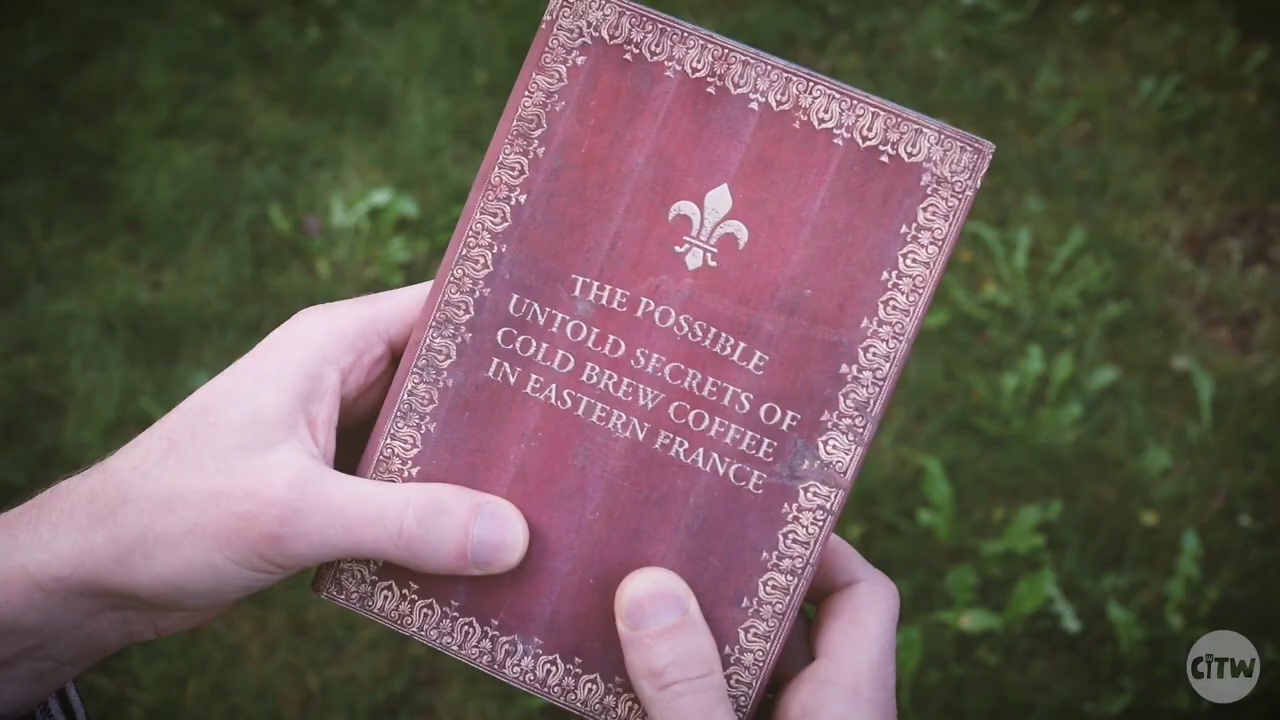 THE POSSIBLE
UNTOLD SECRETS OF
COLD BREW COFFEE
IN EASTERN FRANCE
CiTW